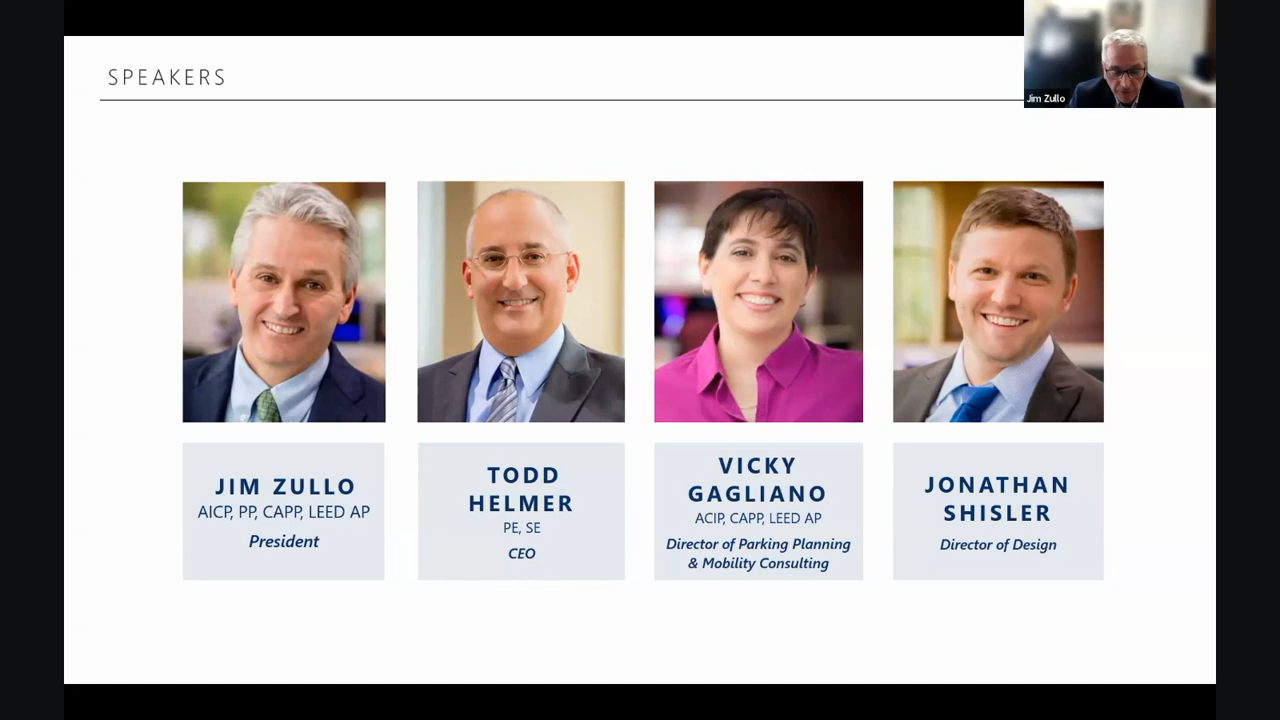 SPEAKERS
Jim Zullo
JIM ZULLO
AICP, PP, CAPP, LEED AP
President
TODD
HELMER
PE, SE
CEO
VICKY
GAGLIANO
ACIP, CAPP, LEED AP
Director of Parking Planning
& Mobility Consulting
JONATHAN
SHISLER
Director of Design